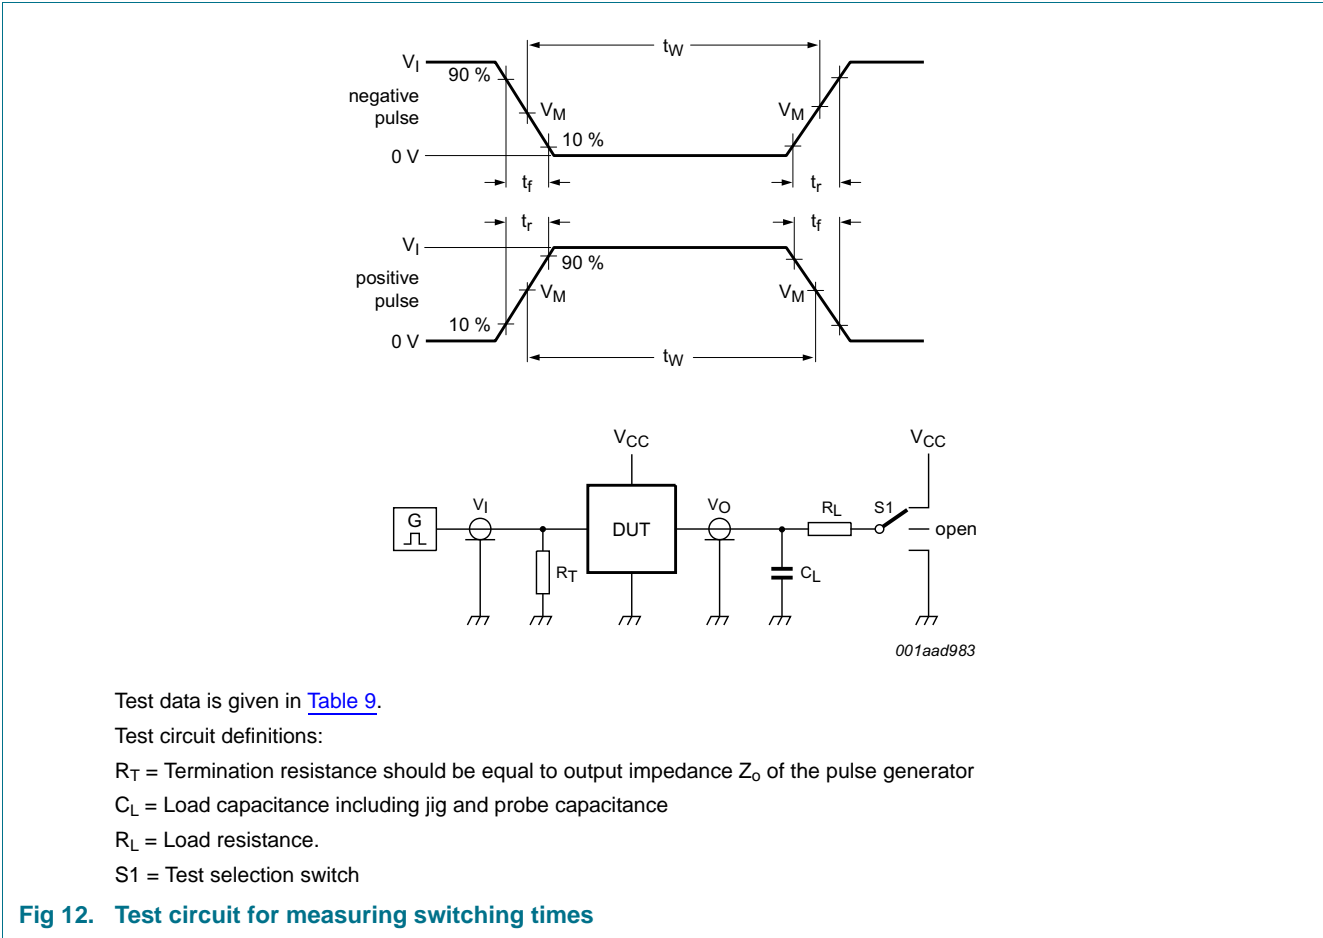 tW
VI
90 %
negative
pulse
VM
VM
10 %
0 V
tf
tr
tr
tf
VI
90 %
positive
pulse
VM
VM
10 %
0 V
tW
VCC
VCC
G
VI
DUT
VO
RL
S1
open
RT
CL
001aad983
Test data is given in Table 9.
Test circuit definitions:
RT = Termination resistance should be equal to output impedance Zo of the pulse generator
CL = Load capacitance including jig and probe capacitance
RL = Load resistance.
S1 = Test selection switch
Fig 12. Test circuit for measuring switching times